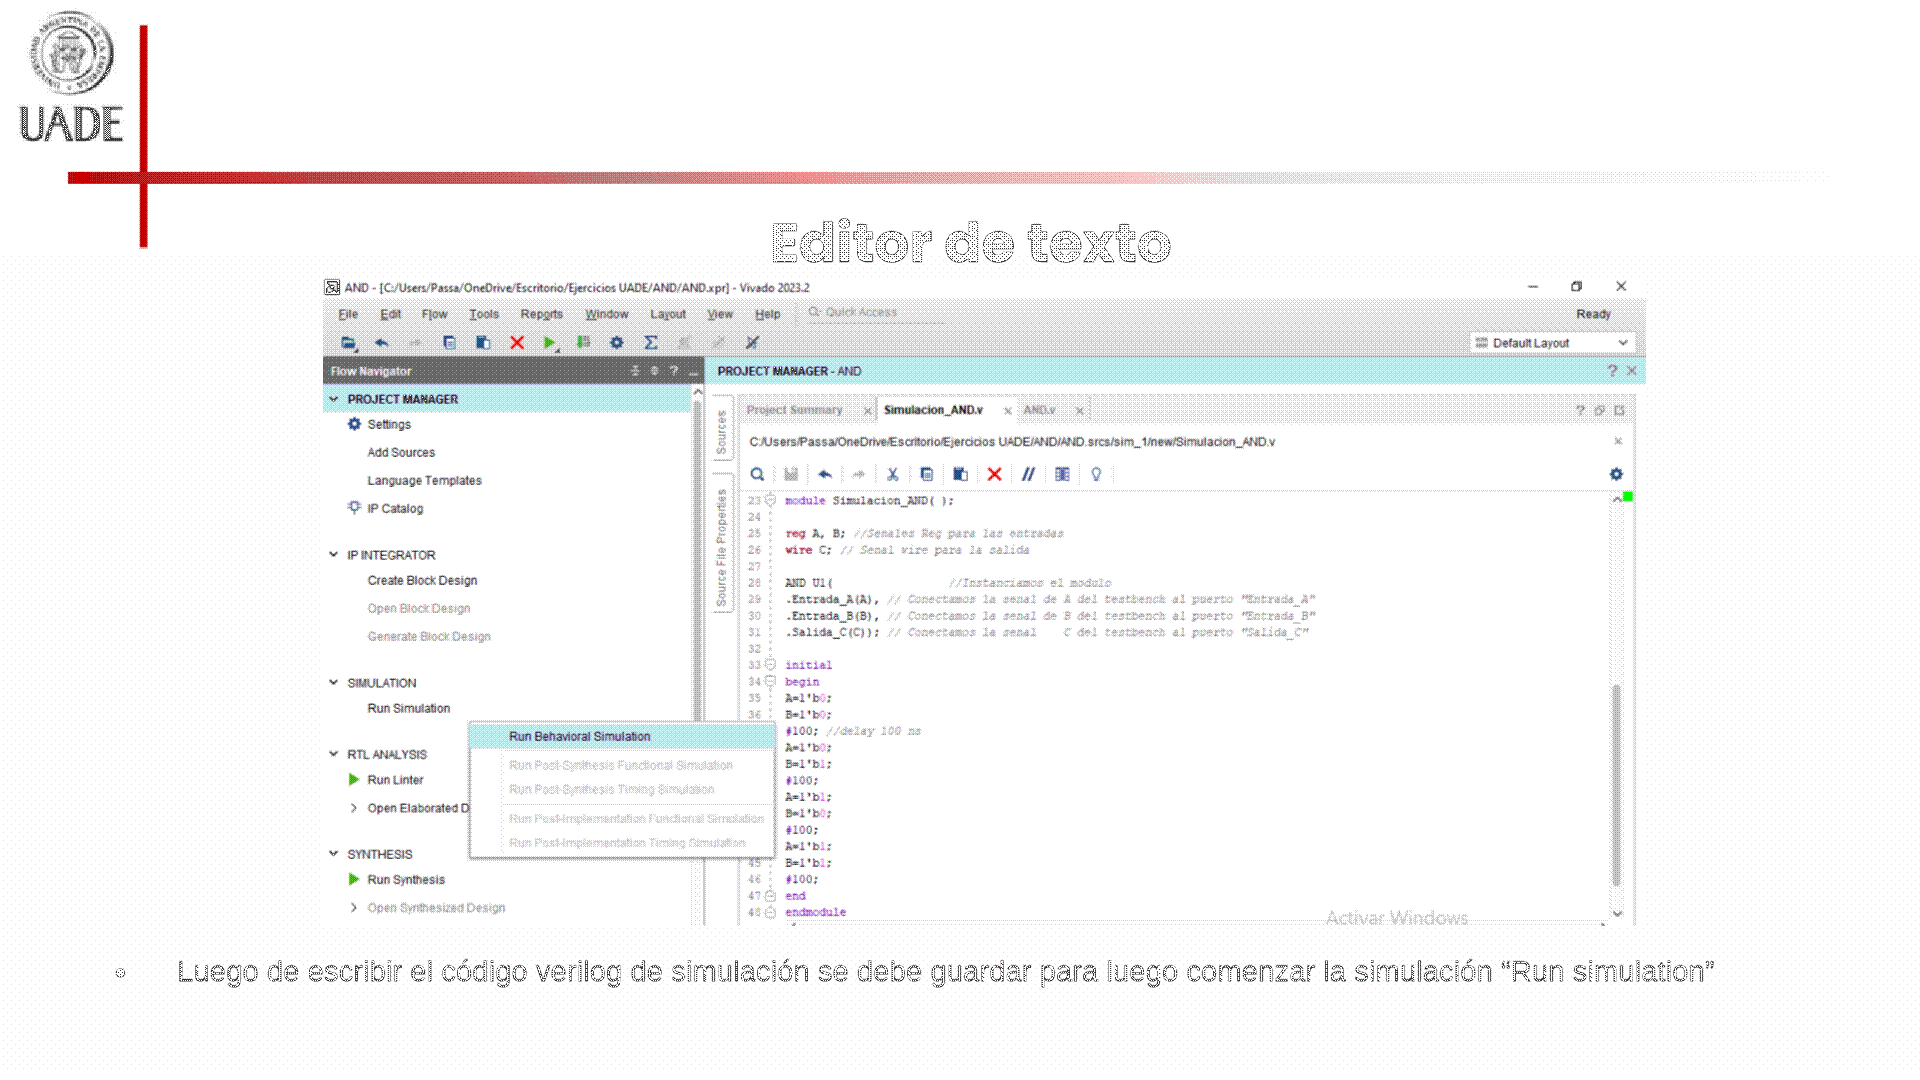 UADE
Editor de texto
AND - [C:/Users/Passa/OneDrive/Escritorio/Ejercicios UADE/AND/AND.xpr] - Vivado 2023.2
File Edit Flow Tools Reports Window Layout View Help Quick Access
Ready
Default Layout
Flow Navigator
PROJECT MANAGER
Settings
Add Sources
Language Templates
IP Catalog
IP INTEGRATOR
Create Block Design
Open Block Design
Generate Block Design
SIMULATION
Run Simulation
Run Behavioral Simulation
Run Post-Synthesis Functional Simulation
Run Post-Synthesis Timing Simulation
Run Post-Implementation Functional Simulation
Run Post-Implementation Timing Simulation
RTL ANALYSIS
Run Linter
Open Elaborated D
SYNTHESIS
Run Synthesis
Open Synthesized Design
PROJECT MANAGER - AND
Sources
Source File Properties
Project Summary Simulacion_AND.v AND.v
C:/Users/Passa/OneDrive/Escritorio/Ejercicios UADE/AND/AND.srcs/sim_1/new/Simulacion_AND.v
23 module Simulacion_AND( );
24
25 reg A, B; //Senales Reg para las entradas
26 wire C; // Senal wire para la salida
27
28 AND U1( //Instanciamos el modulo
29 .Entrada_A(A), // Conectamos la senal de A del testbench al puerto "Entrada_A"
30 .Entrada_B(B), // Conectamos la senal de B del testbench al puerto "Entrada_B"
31 .Salida_C(C)); // Conectamos la senal C del testbench al puerto "Salida_C"
32
33 initial
34 begin
35 A=1'b0;
36 B=1'b0;
#100; //delay 100 ns
A=1'b0;
B=1'b1;
#100;
A=1'b1;
B=1'b0;
#100;
A=1'b1;
45 B=1'b1;
46 #100;
47 end
48 endmodule
Activar Windows
Luego de escribir el código verilog de simulación se debe guardar para luego comenzar la simulación “Run simulation”